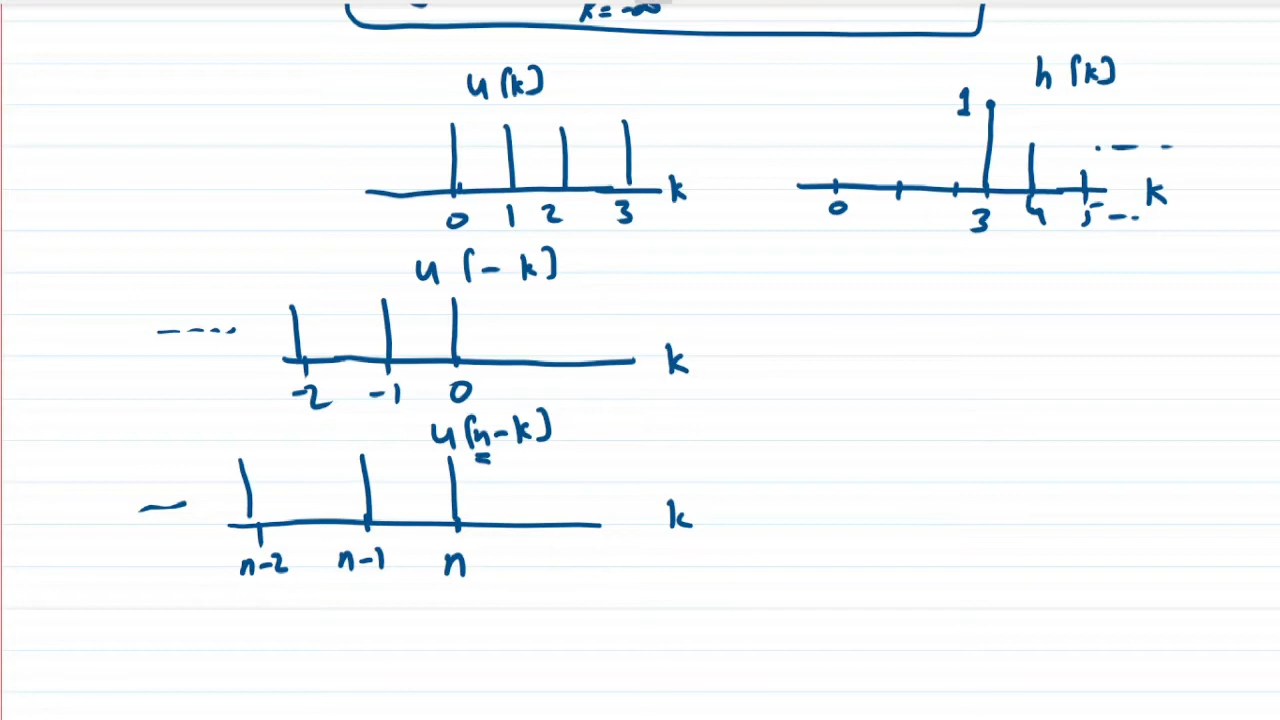 k = -∞
u[k]
h[k]
1
k
0 1 2 3
k
0 3 4 5
u[-k]
k
-2 -1 0
u[n-k]
k
n-2 n-1 n